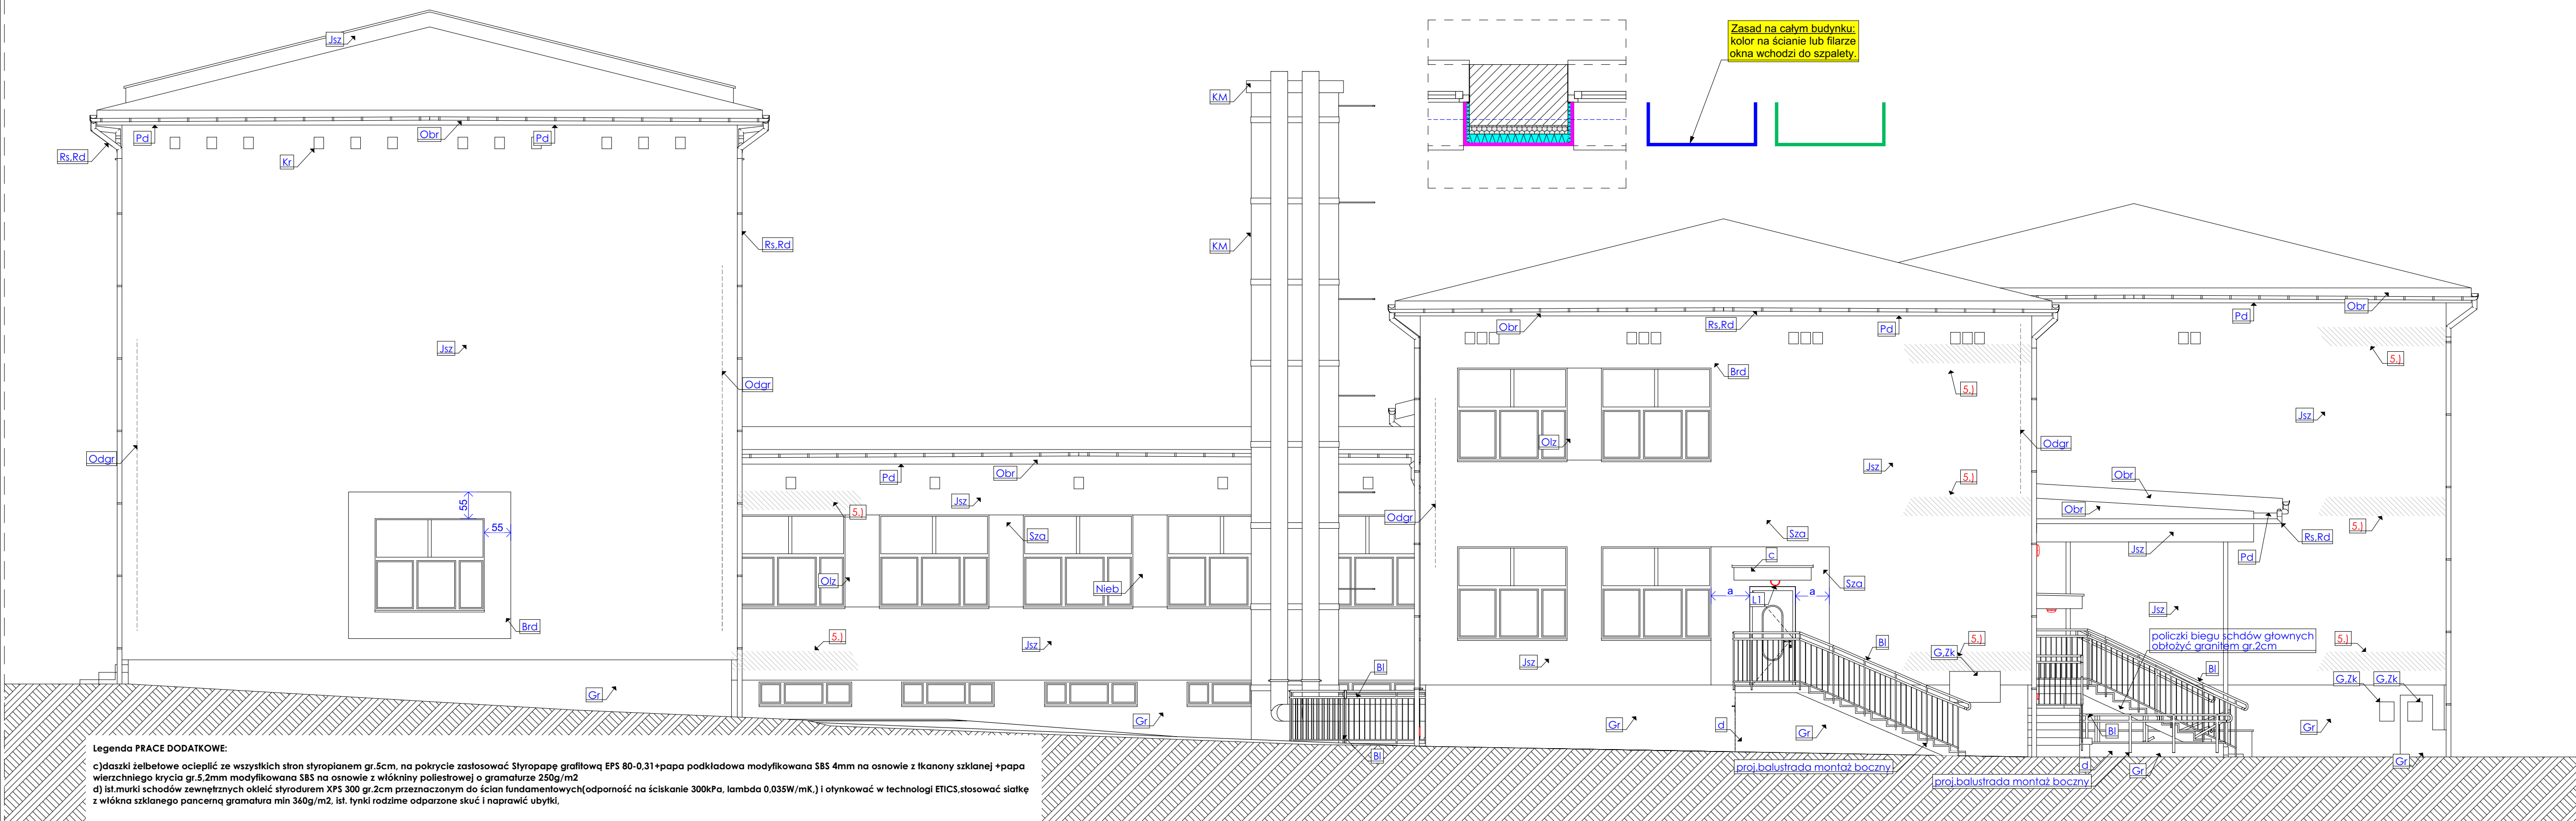 Jsz
Pd
Obr
Pd
Rs,Rd
Kr
KM
Zasad na całym budynku:
kolor na ścianie lub filarze
okna wchodzi do szpalety.
Rs,Rd
KM
Jsz
Odgr
Odgr
55
55
Brd
Gr
Pd
Obr
5.)
Jsz
Sza
Olz
Nieb
5.)
Jsz
Gr
Bl
Bl
Obr
Rs,Rd
Pd
Brd
5.)
Olz
Jsz
5.)
Odgr
Odgr
Sza
c
Sza
a
a
L1
Bl
Jsz
5.)
G,Zk
Gr
d
Gr
proj.balustrada montaż boczny
Pd
Obr
5.)
Jsz
Obr
Obr
5.)
Rs,Rd
Jsz
Pd
Jsz
policzki biegu schdów głownych
obłożyć granitem gr.2cm
5.)
Bl
G,Zk
G,Zk
Bl
Gr
d
Gr
Gr
proj.balustrada montaż boczny
Legenda PRACE DODATKOWE:
c)daszki żelbetowe ocieplić ze wszystkich stron styropianem gr.5cm, na pokrycie zastosować Styropapę grafitową EPS 80-0,31+papa podkładowa modyfikowana SBS 4mm na osnowie z tkanony szklanej +papa
wierzchniego krycia gr.5,2mm modyfikowana SBS na osnowie z włókniny poliestrowej o gramaturze 250g/m2
d) ist.murki schodów zewnętrznych okleić styrodurem XPS 300 gr.2cm przeznaczonym do ścian fundamentowych(odporność na ściskanie 300kPa, lambda 0,035W/mK,) i otynkować w technologi ETICS,stosować siatkę
z włókna szklanego pancerną gramatura min 360g/m2, ist. tynki rodzime odparzone skuć i naprawić ubytki,